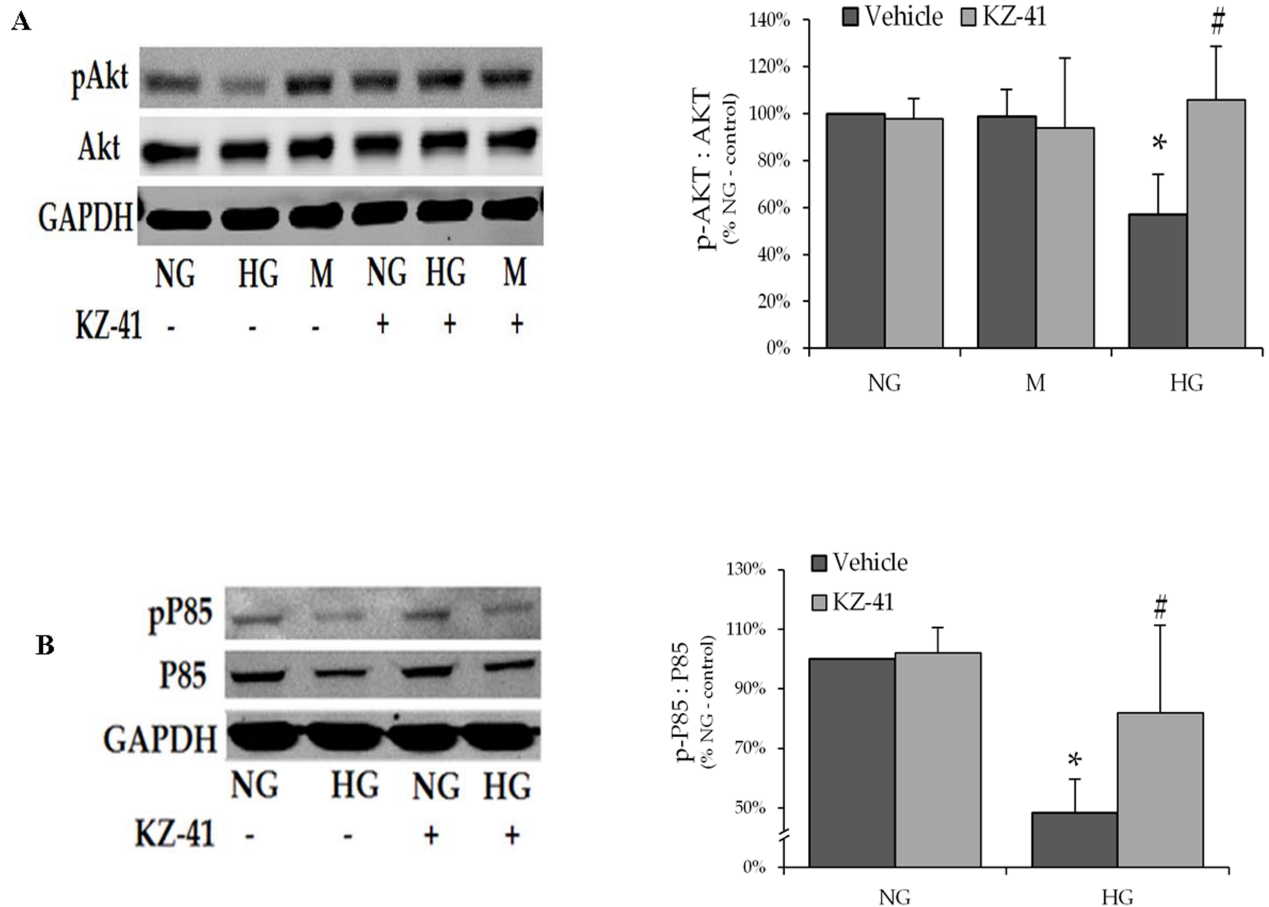 A
pAkt
Akt
GAPDH
NG HG M NG HG M
KZ-41 - - - + + +
Vehicle KZ-41
p-AKT : AKT
(% NG - control)
140%
120%
100%
80%
60%
40%
20%
0%
#
*
NG M HG
B
pP85
P85
GAPDH
NG HG NG HG
KZ-41 - - + +
Vehicle
KZ-41
p-P85 : P85
(% NG - control)
130%
110%
90%
70%
50%
0%
#
*
NG HG